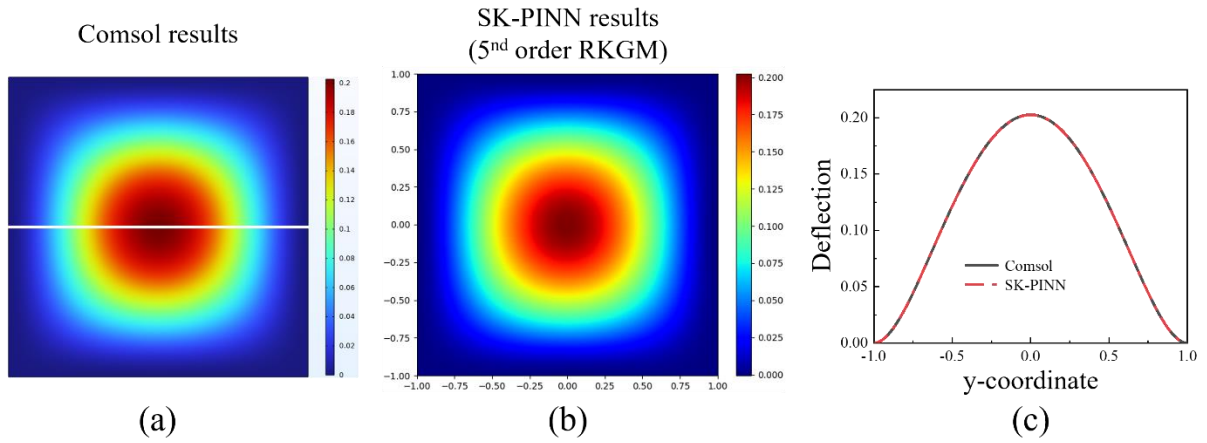 Comsol results
SK-PINN results
(5nd order RKGM)
0.2
0.18
0.16
0.14
0.12
0.1
0.08
0.06
0.04
0.02
0
1.00
0.75
0.50
0.25
0.00
−0.25
−0.50
−0.75
−1.00
−1.00 −0.75 −0.50 −0.25 0.00 0.25 0.50 0.75 1.00
0.200
0.175
0.150
0.125
0.100
0.075
0.050
0.025
0.000
Deflection
0.20
0.15
0.10
0.05
0.00
Comsol
SK-PINN
-1.0 -0.5 0.0 0.5 1.0
y-coordinate
(a)
(b)
(c)